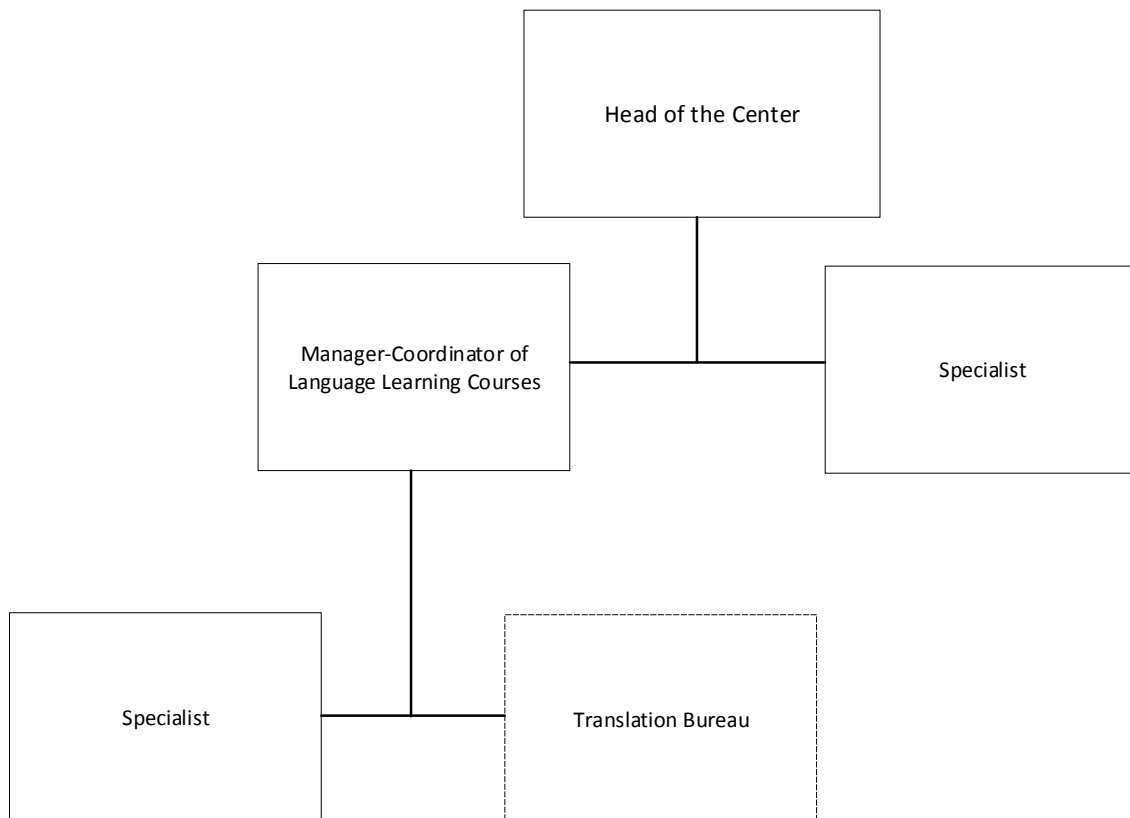 Head of the Center
Manager-Coordinator of
Language Learning Courses
Specialist
Specialist
Translation Bureau